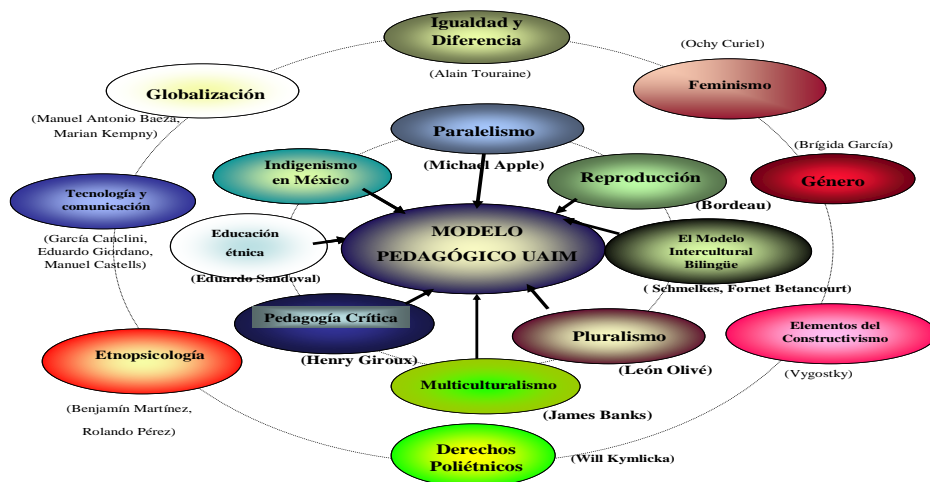 Igualdad y
Diferencia
(Alain Touraine)
(Ochy Curiel)
Feminismo
Globalización
(Manuel Antonio Baeza,
Marian Kempny)
Paralelismo
(Michael Apple)
(Brígida García)
Género
Indigenismo
en México
Reproducción
(Bordeau)
Tecnología y
comunicación
(García Canclini,
Eduardo Giordano,
Manuel Castells)
Educación
étnica
(Eduardo Sandoval)
MODELO
PEDAGÓGICO UAIM
El Modelo
Intercultural
Bilingüe
( Schmelkes, Fornet Betancourt)
Pedagogía Crítica
(Henry Giroux)
Pluralismo
(León Olivé)
Elementos del
Constructivismo
(Vygostky)
Etnopsicología
(Benjamín Martínez,
Rolando Pérez)
Multiculturalismo
(James Banks)
Derechos
Poliétnicos
(Will Kymlicka)